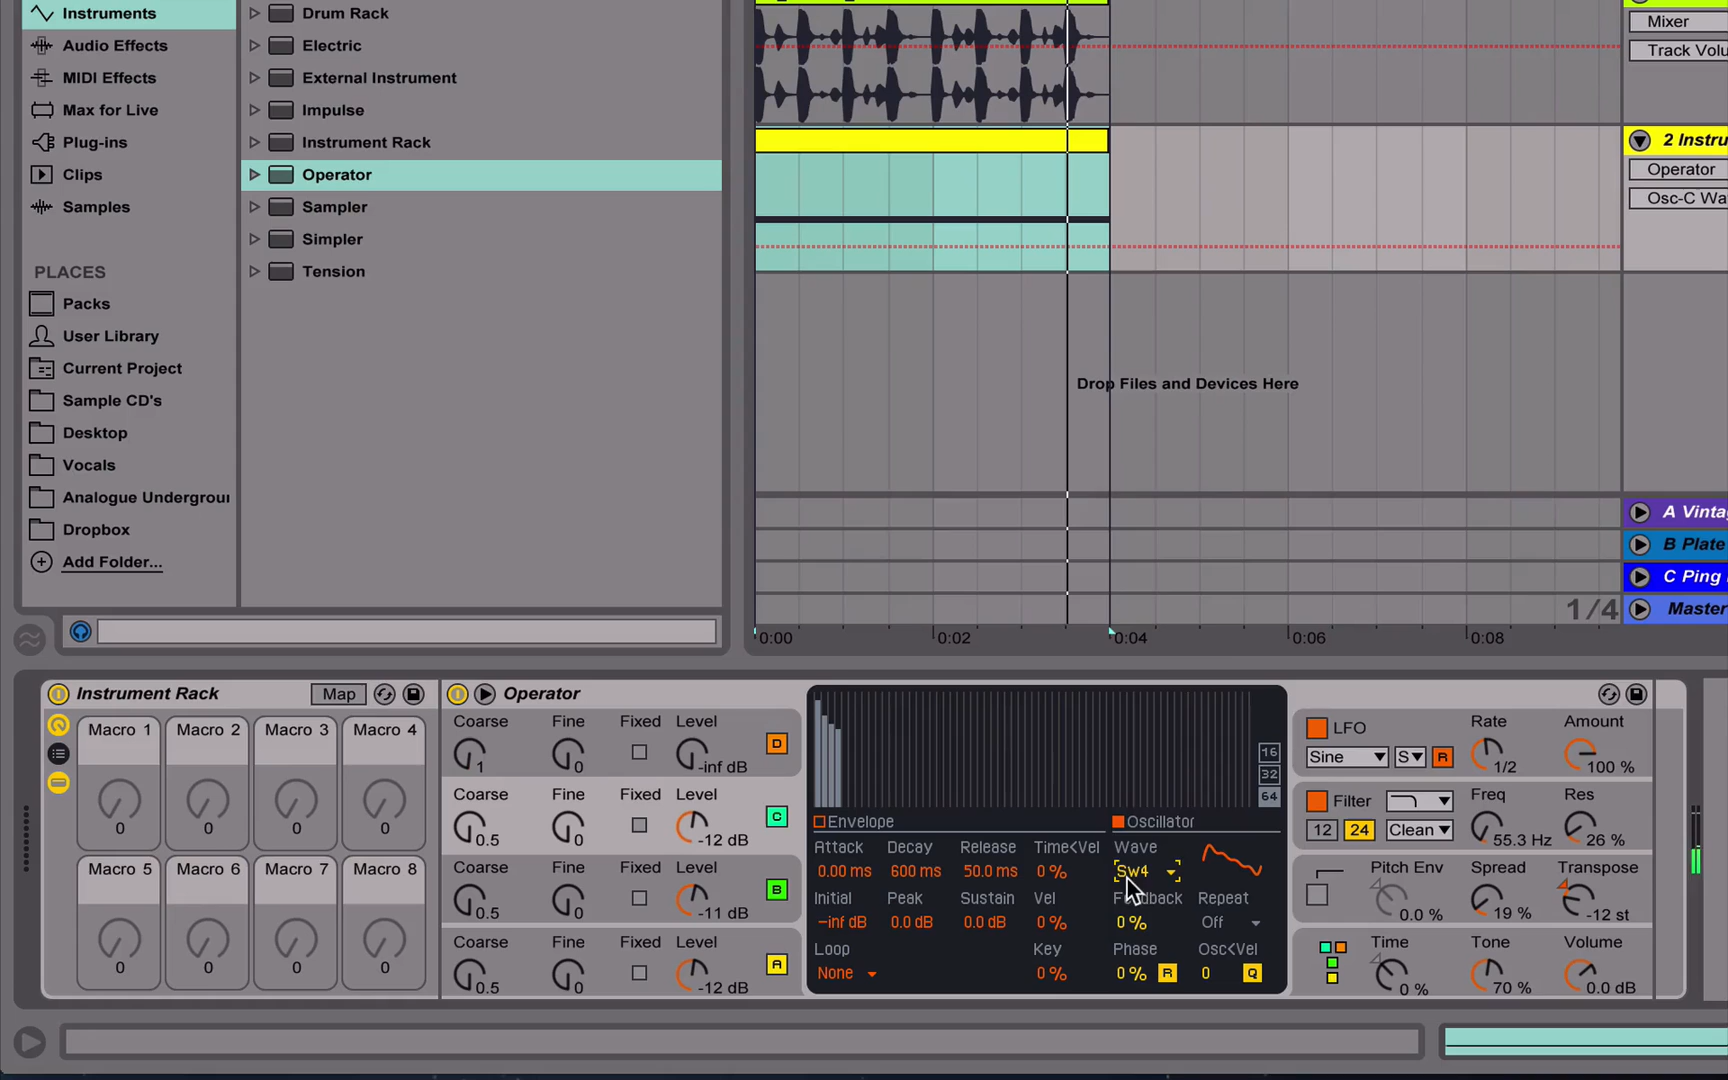 Instruments
Audio Effects
MIDI Effects
Max for Live
Plug-ins
Clips
Samples
PLACES
Packs
User Library
Current Project
Sample CD's
Desktop
Vocals
Analogue Undergrou
Dropbox
Add Folder...
Drum Rack
Electric
External Instrument
Impulse
Instrument Rack
Operator
Sampler
Simpler
Tension
Drop Files and Devices Here
1/4
0:00 0:02 0:04 0:06 0:08
Mixer
Track Volu
2 Instru
Operator
Osc-C Wa
A Vinta
B Plate
C Ping
Master
Instrument Rack Map
Macro 1 Macro 2 Macro 3 Macro 4
0 0 0 0
Macro 5 Macro 6 Macro 7 Macro 8
0 0 0 0
Operator
Coarse Fine Fixed Level
1 0 -inf dB D
Coarse Fine Fixed Level
0.5 0 -12 dB C
Coarse Fine Fixed Level
0.5 0 -11 dB B
Coarse Fine Fixed Level
0.5 0 -12 dB A
16
32
64
Envelope Oscillator
Attack Decay Release Time<Vel Wave
0.00 ms 600 ms 50.0 ms 0 % Sw4
Initial Peak Sustain Vel Repeat
-inf dB 0.0 dB 0.0 dB 0 % 0 % Off
Loop Key Phase Osc<Vel
None 0 % 0 % R 0 Q
LFO Rate Amount
Sine S R 1/2 100 %
Filter Freq Res
12 24 Clean 55.3 Hz 26 %
Pitch Env Spread Transpose
0.0 % 19 % -12 st
Time Tone Volume
0 % 70 % 0.0 dB